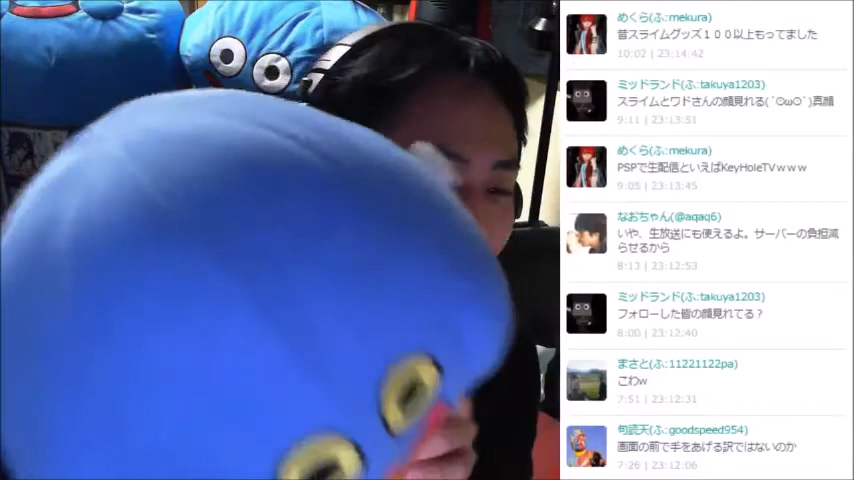 めくら(ふ:mekura)
昔スライムグッズ１００以上もってました
10:02 | 23:14:42
ミッドランド(ふ:takuya1203)
スライムとワドさんの顔見れる(´⊙ω⊙`)真顔
9:11 | 23:13:51
めくら(ふ:mekura)
PSPで生配信といえばKeyHoleTVｗｗｗ
9:05 | 23:13:45
なおちゃん(@aqaq6)
いや、生放送にも使えるよ。サーバーの負担減
らせるから
8:13 | 23:12:53
ミッドランド(ふ:takuya1203)
フォローした皆の顔見れてる？
8:00 | 23:12:40
まさと(ふ:11221122pa)
こわw
7:51 | 23:12:31
句読天(ふ:goodspeed954)
画面の前で手をあげる訳ではないのか
7:26 | 23:12:06